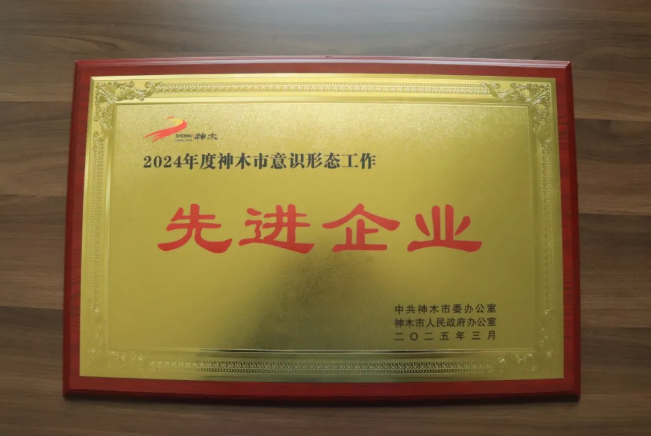 神木
2024年度神木市意识形态工作
先进企业
中共神木市委办公室
神木市人民政府办公室
二〇二五年三月